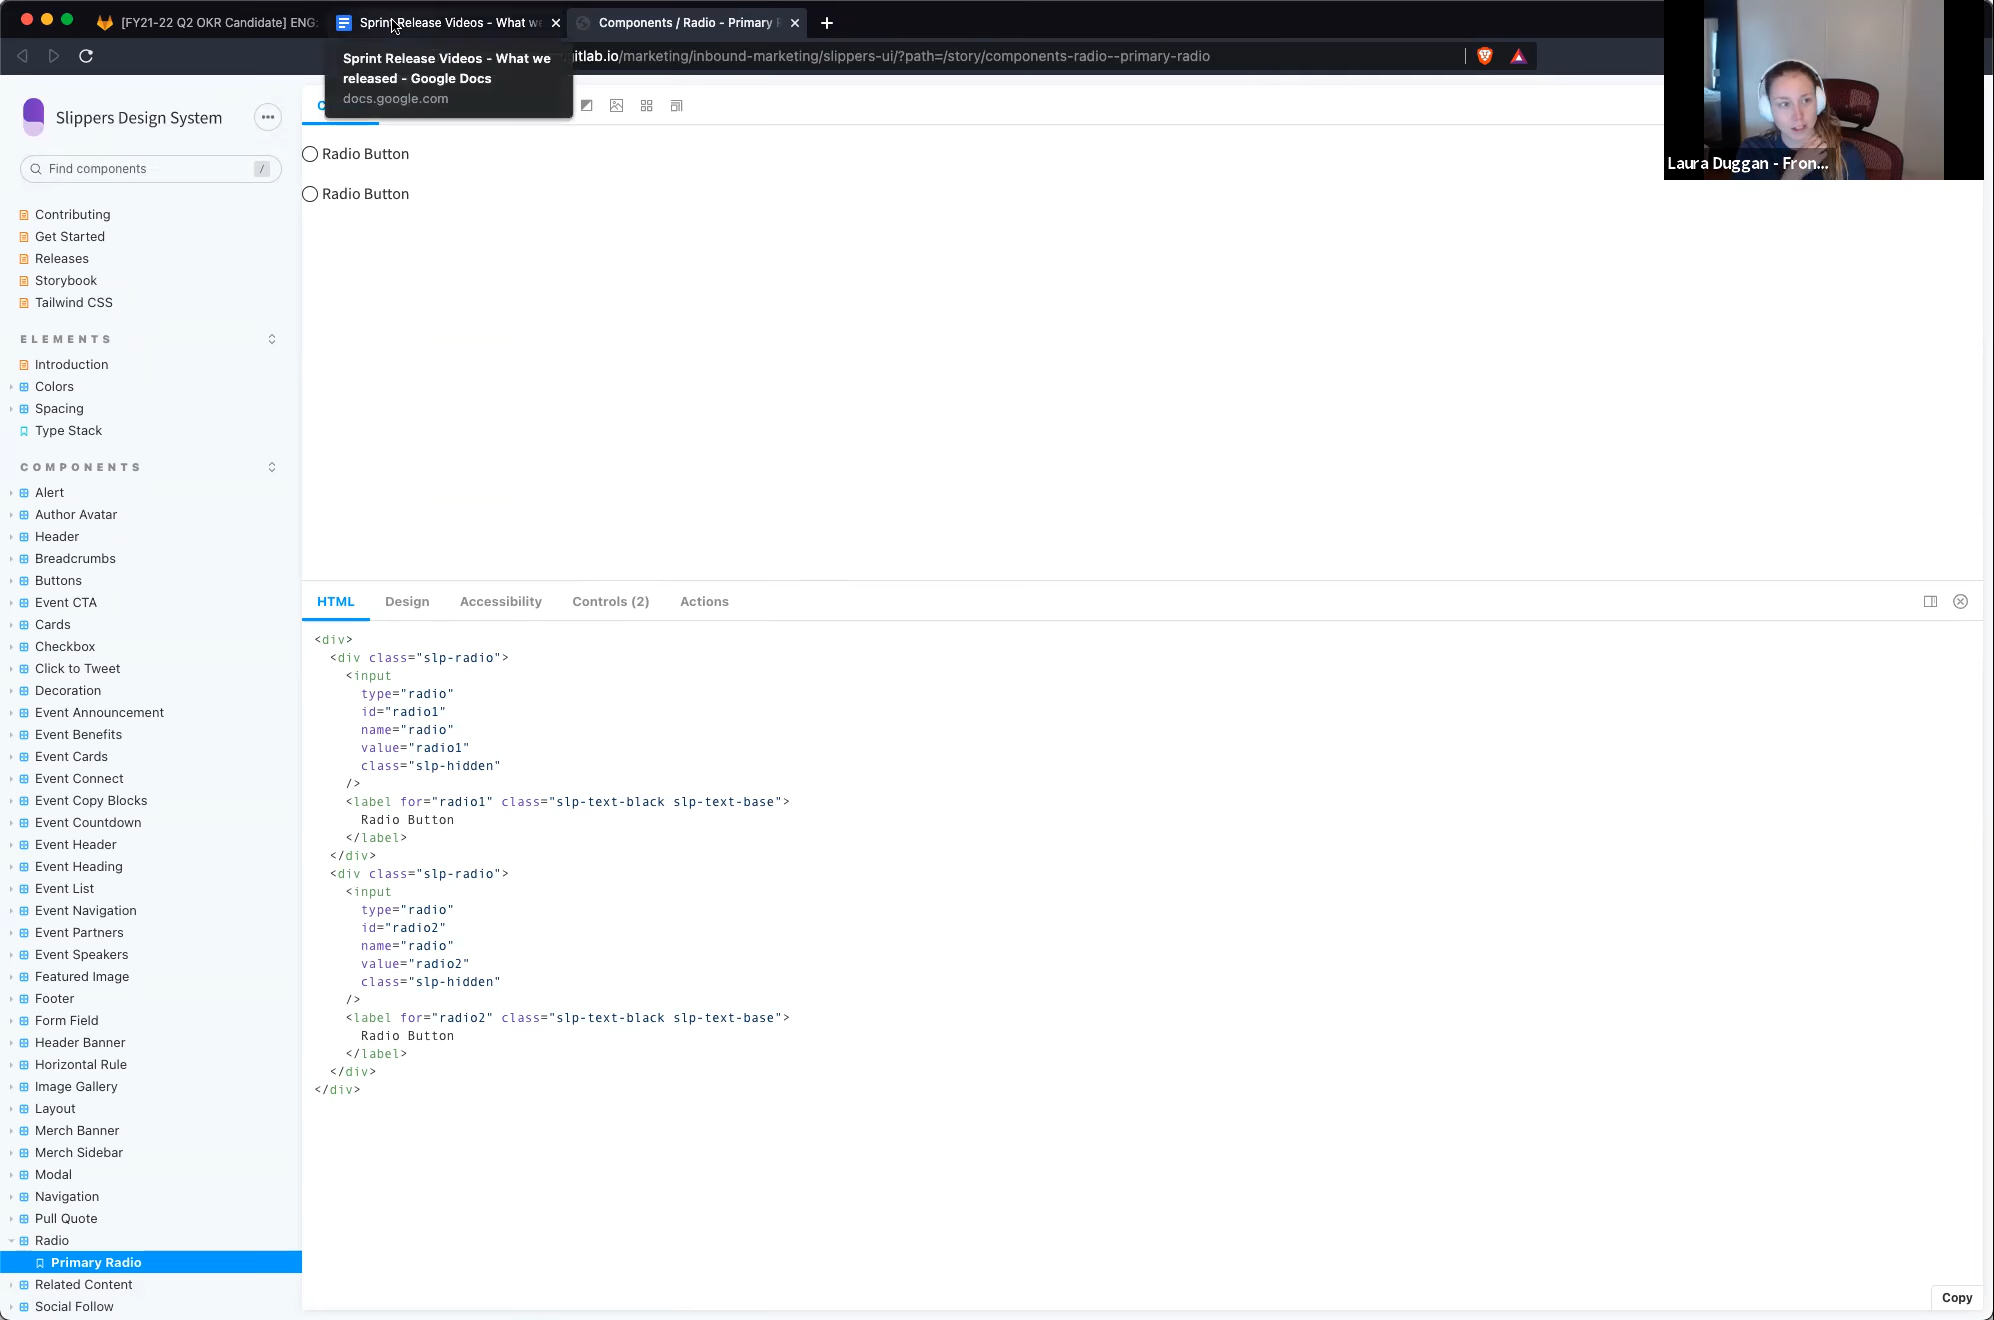 [FY21-22 Q2 OKR Candidate] ENG:
Sprint Release Videos - What we
Components / Radio - Primary
Sprint Release Videos - What we
released - Google Docs
docs.google.com
gitlab.io/marketing/inbound-marketing/slippers-ui/?path=/story/components-radio--primary-radio
Laura Duggan - Fron...
Slippers Design System
Find components
/
Contributing
Get Started
Releases
Storybook
Tailwind CSS
ELEMENTS
Introduction
Colors
Spacing
Type Stack
COMPONENTS
Alert
Author Avatar
Header
Breadcrumbs
Buttons
Event CTA
Cards
Checkbox
Click to Tweet
Decoration
Event Announcement
Event Benefits
Event Cards
Event Connect
Event Copy Blocks
Event Countdown
Event Header
Event Heading
Event List
Event Navigation
Event Partners
Event Speakers
Featured Image
Footer
Form Field
Header Banner
Horizontal Rule
Image Gallery
Layout
Merch Banner
Merch Sidebar
Modal
Navigation
Pull Quote
Radio
Primary Radio
Related Content
Social Follow
Radio Button
Radio Button
HTML Design Accessibility Controls (2) Actions
<div>
<div class="slp-radio">
<input
type="radio"
id="radio1"
name="radio"
value="radio1"
class="slp-hidden"
/>
<label for="radio1" class="slp-text-black slp-text-base">
Radio Button
</label>
</div>
<div class="slp-radio">
<input
type="radio"
id="radio2"
name="radio"
value="radio2"
class="slp-hidden"
/>
<label for="radio2" class="slp-text-black slp-text-base">
Radio Button
</label>
</div>
</div>
Copy